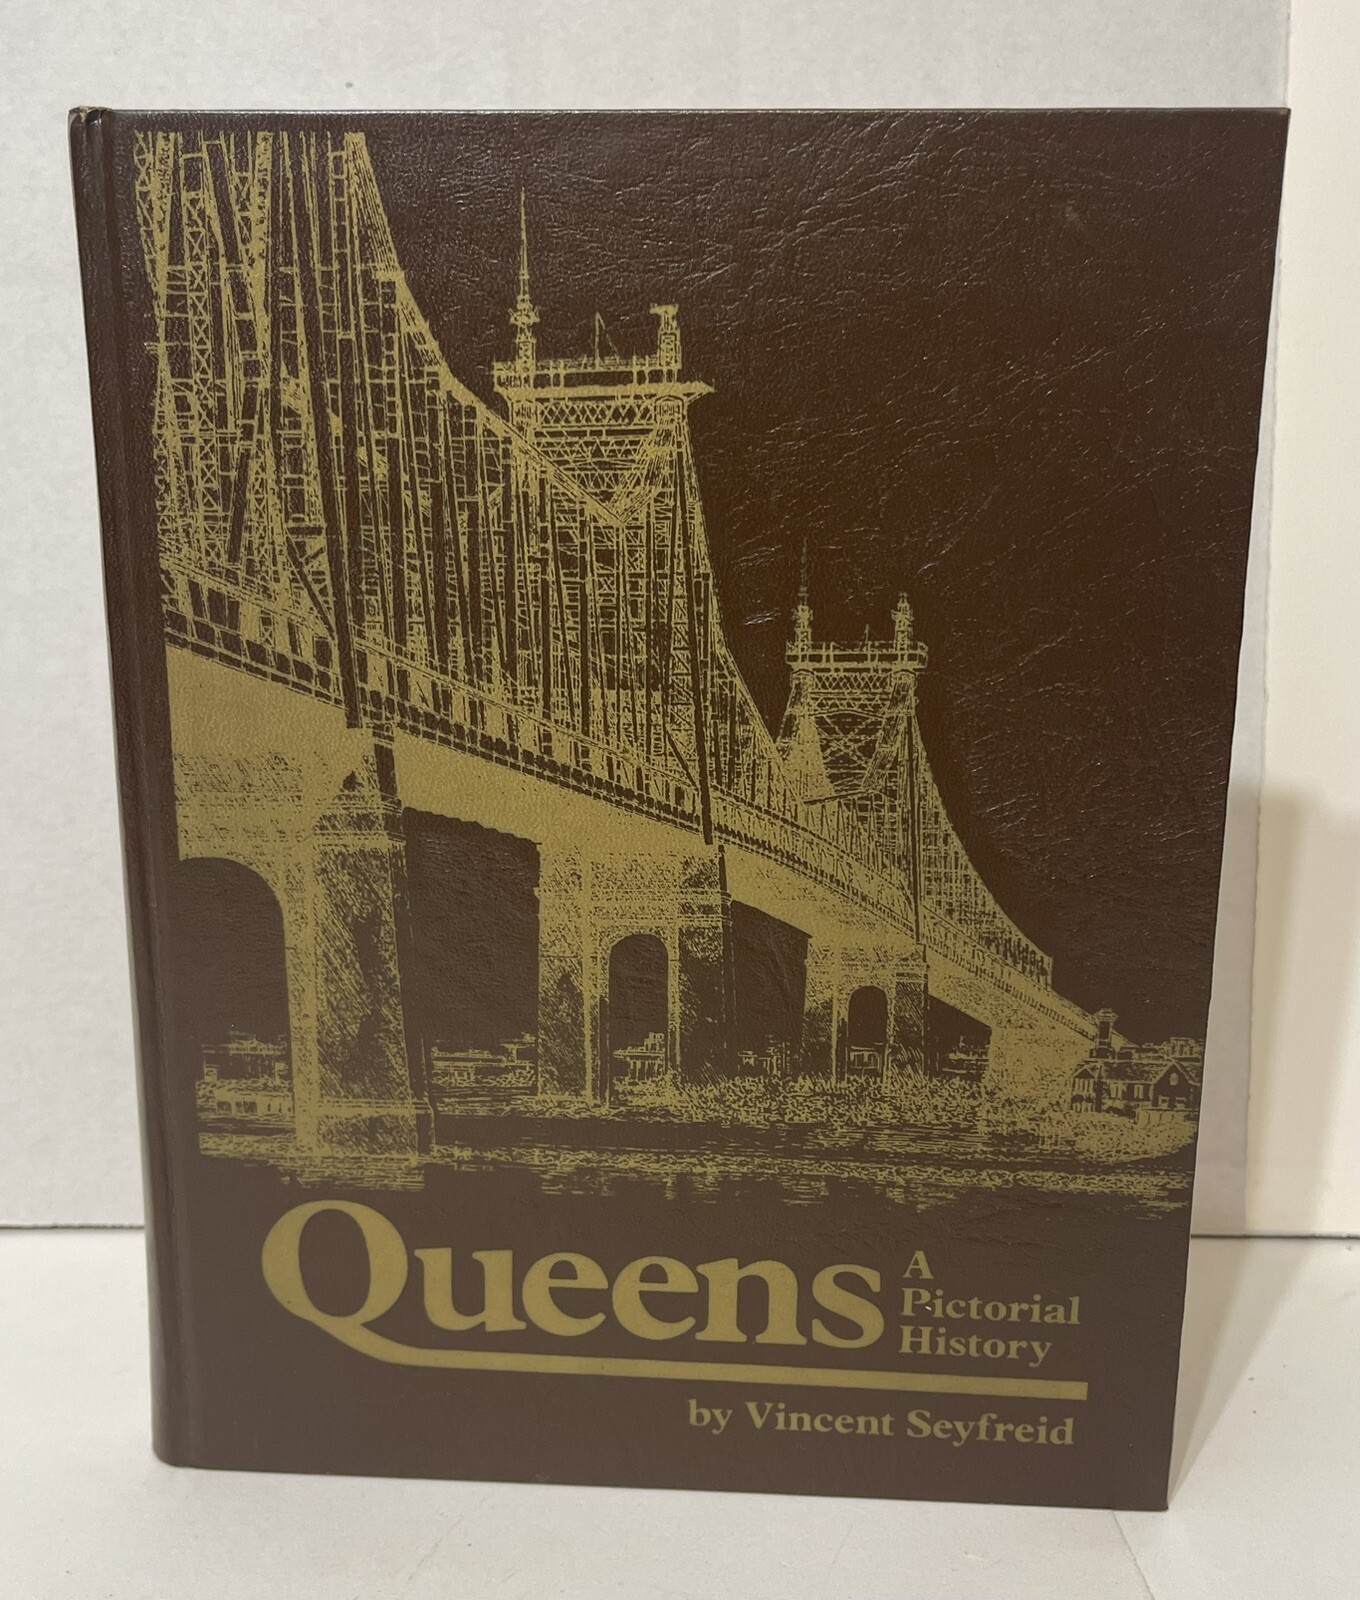 Queens
A
Pictorial
History
by Vincent Seyfreid